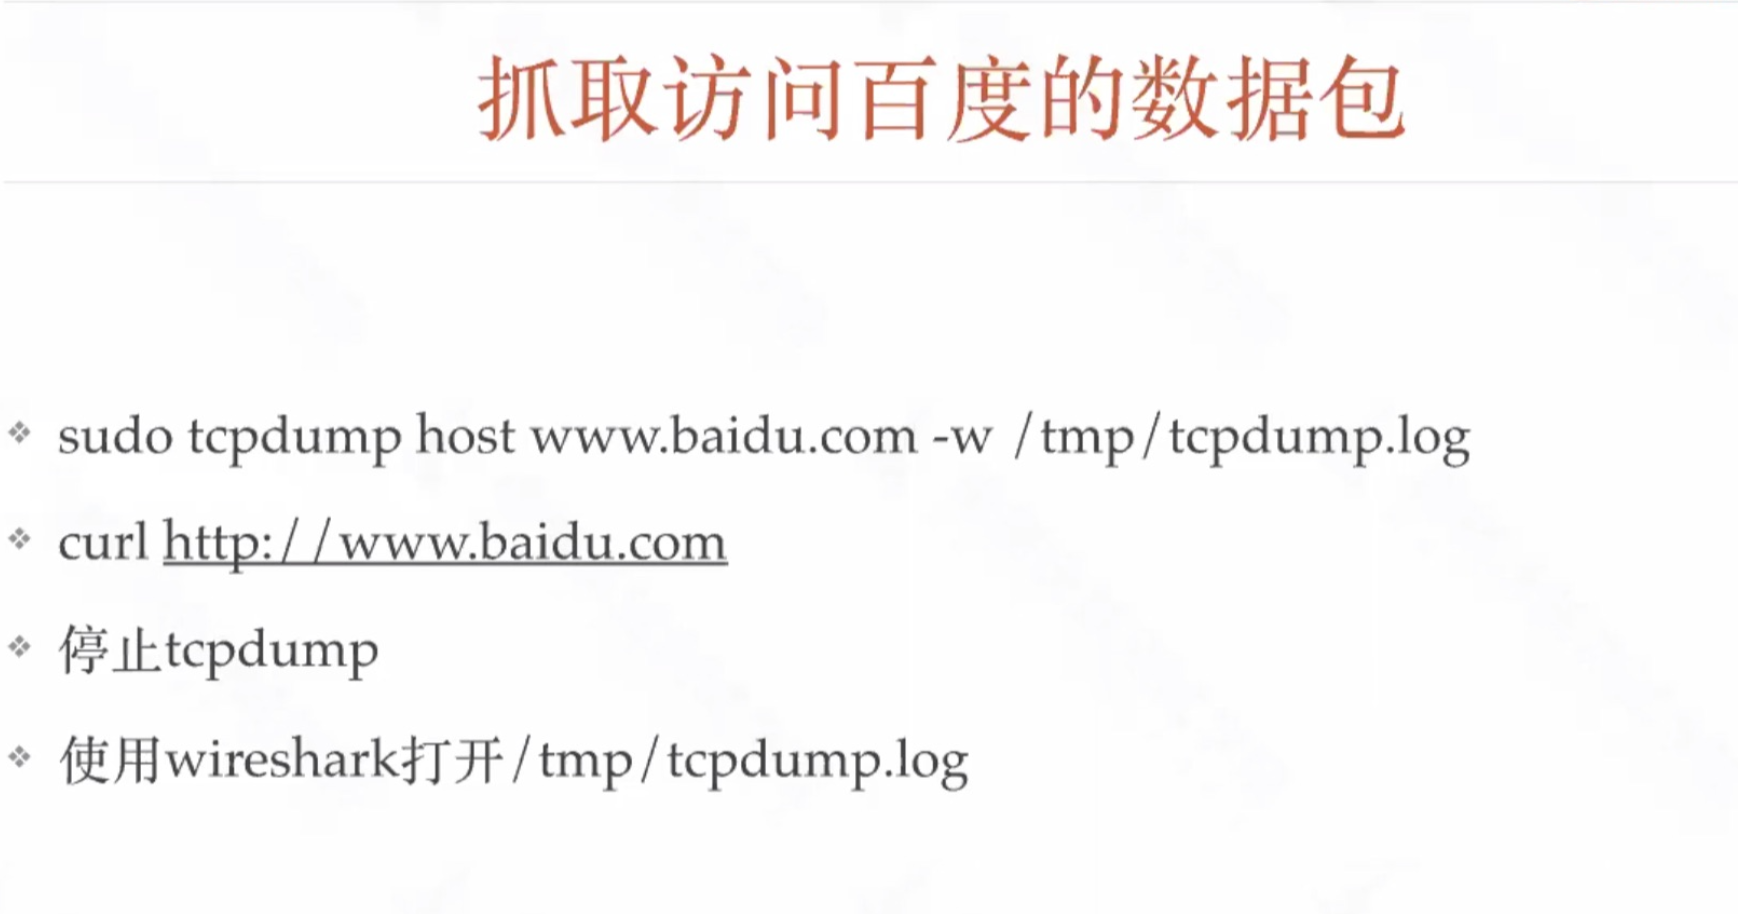 抓取访问百度的数据包
sudo tcpdump host www.baidu.com -w /tmp/tcpdump.log
curl http://www.baidu.com
停止tcpdump
使用wireshark打开/tmp/tcpdump.log